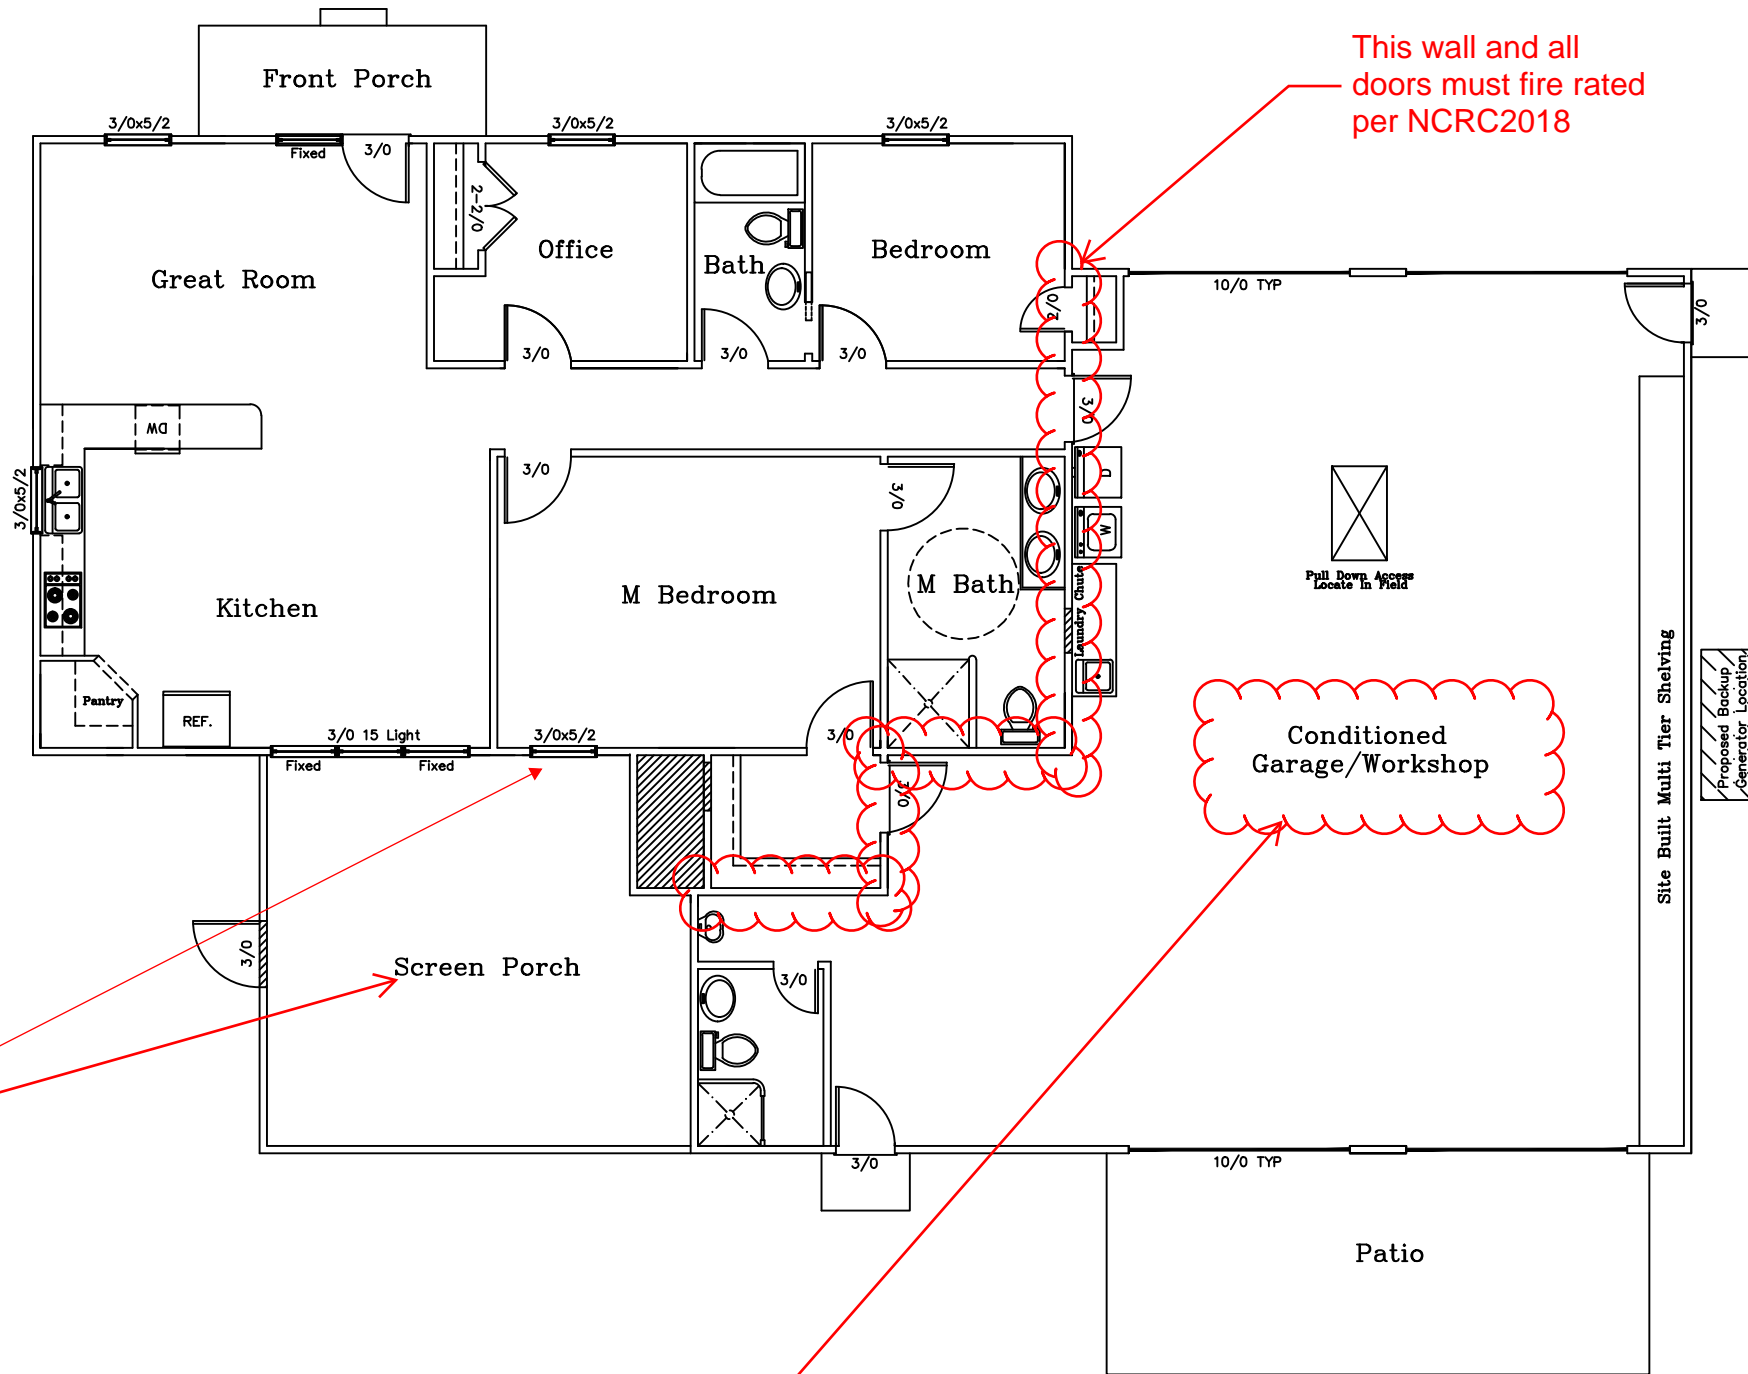 This wall and all
doors must fire rated
per NCRC2018
Front Porch
3/0x5/2
Fixed
3/0
3/0x5/2
3/0x5/2
2-2/0
Great Room
Office
Bath
Bedroom
2/0
10/0 TYP
3/0
3/0
3/0
3/0
3/0
DW
3/0x5/2
3/0
3/0
D
W
Laundry Chute
Pull Down Access
Locate In Field
Kitchen
M Bedroom
M Bath
Site Built Multi Tier Shelving
Proposed Backup
Generator Location
Pantry
REF.
3/0 15 Light
Fixed
Fixed
3/0x5/2
3/0
3/0
Conditioned
Garage/Workshop
3/0
Screen Porch
3/0
3/0
10/0 TYP
Patio